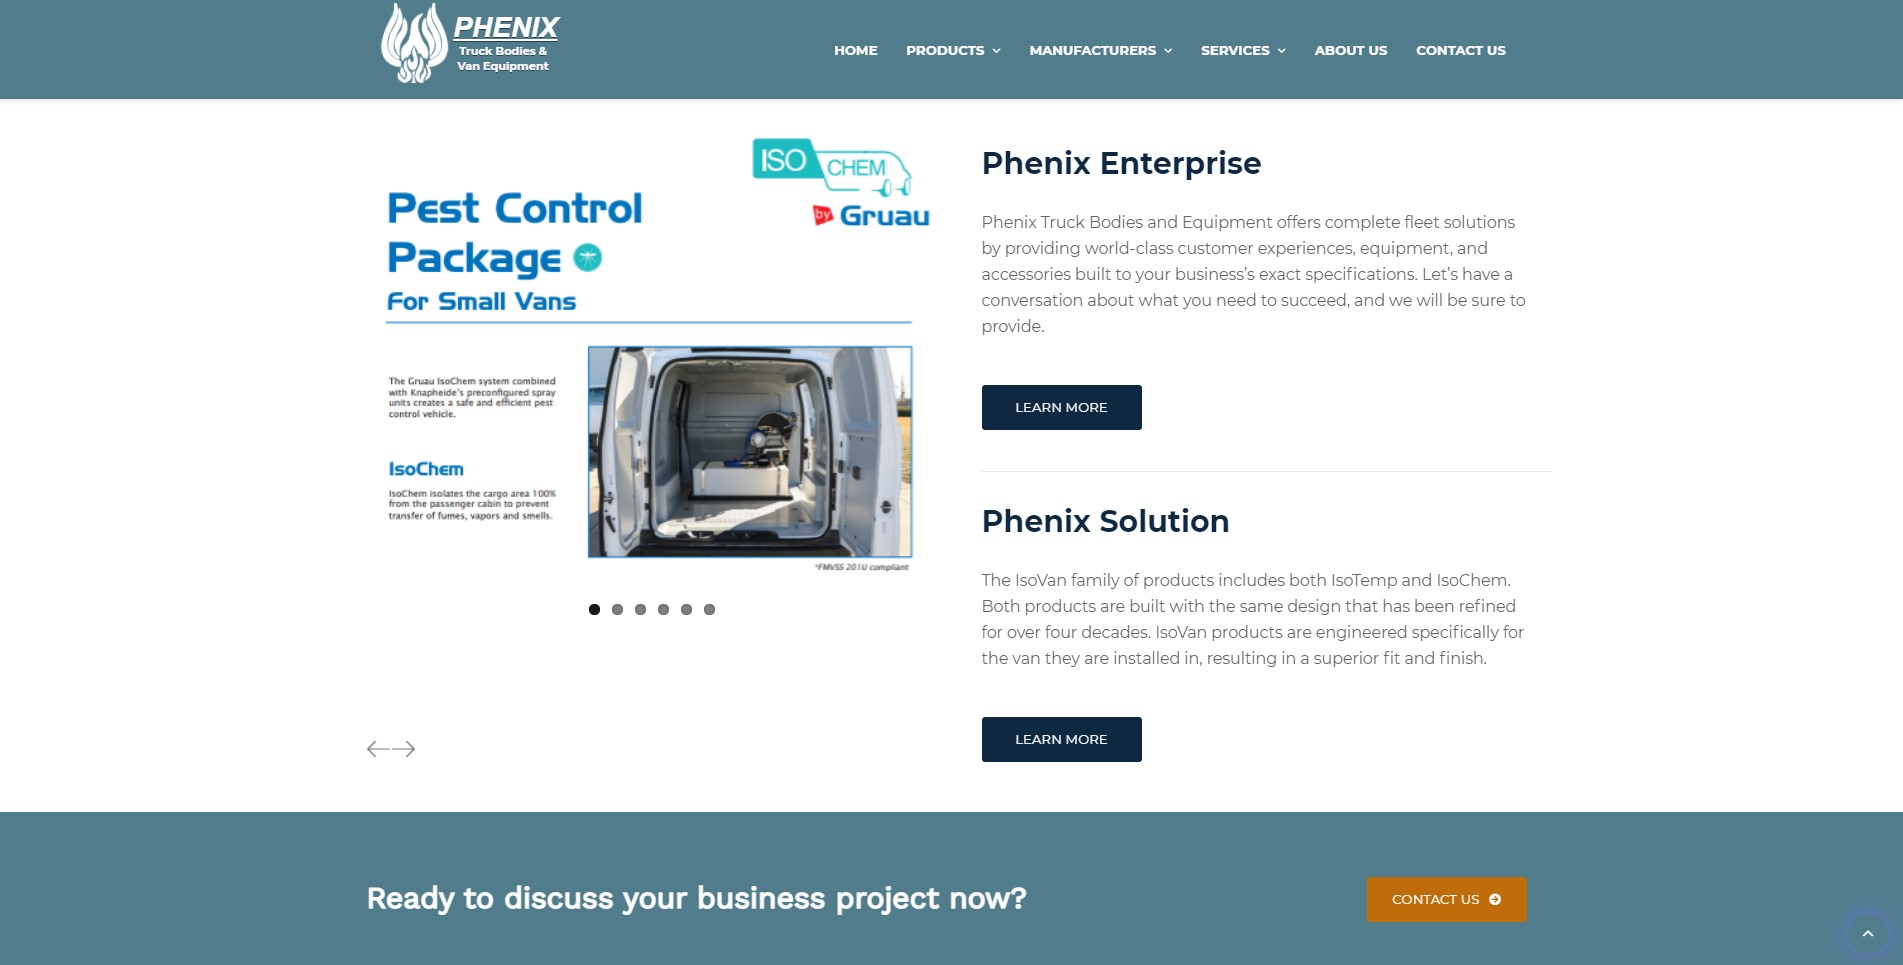 PHENIX
Truck Bodies &
Van Equipment
HOME
PRODUCTS
MANUFACTURERS
SERVICES
ABOUT US
CONTACT US
ISO CHEM
by Gruau
Pest Control
Package
For Small Vans
The Gruau IsoChem system combined
with Knapheide's preconfigured spray
units creates a safe and efficient pest
control vehicle.
IsoChem
IsoChem isolates the cargo area 100%
from the passenger cabin to prevent
transfer of fumes, vapors and smells.
*FMVSS 201U compliant
Phenix Enterprise
Phenix Truck Bodies and Equipment offers complete fleet solutions
by providing world-class customer experiences, equipment, and
accessories built to your business’s exact specifications. Let’s have a
conversation about what you need to succeed, and we will be sure to
provide.
LEARN MORE
Phenix Solution
The IsoVan family of products includes both IsoTemp and IsoChem.
Both products are built with the same design that has been refined
for over four decades. IsoVan products are engineered specifically for
the van they are installed in, resulting in a superior fit and finish.
LEARN MORE
Ready to discuss your business project now?
CONTACT US